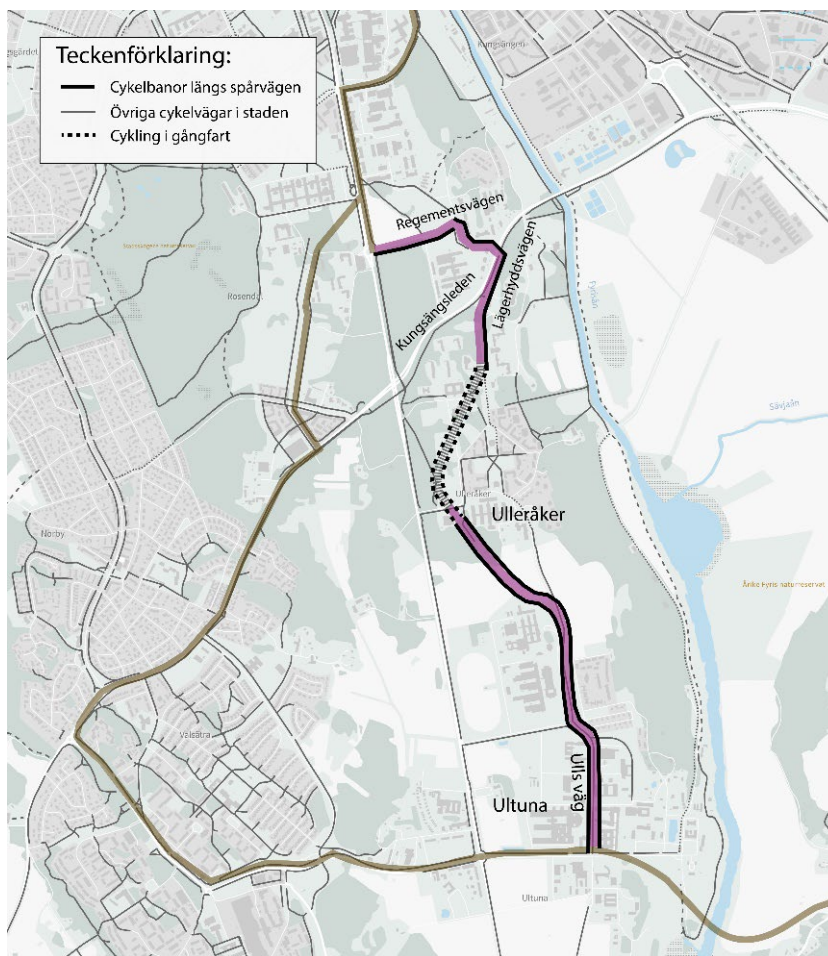 Teckenförklaring:
Cykelbanor längs spårvägen
Övriga cykelvägar i staden
Cykling i gångfart
Kungsänget
Regementsvägen
Lägerhyddsvägen
Kungsängsleden
Fyrisån
Rosendal
Sävjaån
Ulleråker
Ulleråker
Norby
Årike Fyris naturreservat
Valsätra
Ulls väg
Ultuna
Ultuna